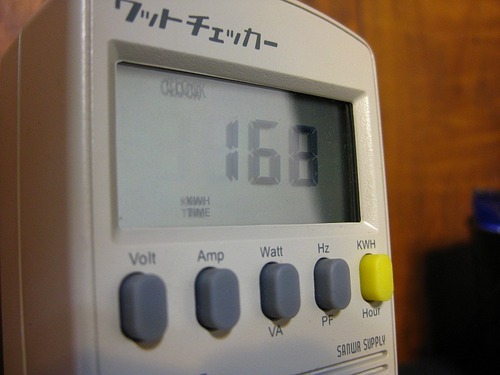 ワットチェッカー
CLOCK
168
KWH
TIME
Volt Amp Watt Hz KWH
VA PF Hour
SANWA SUPPLY